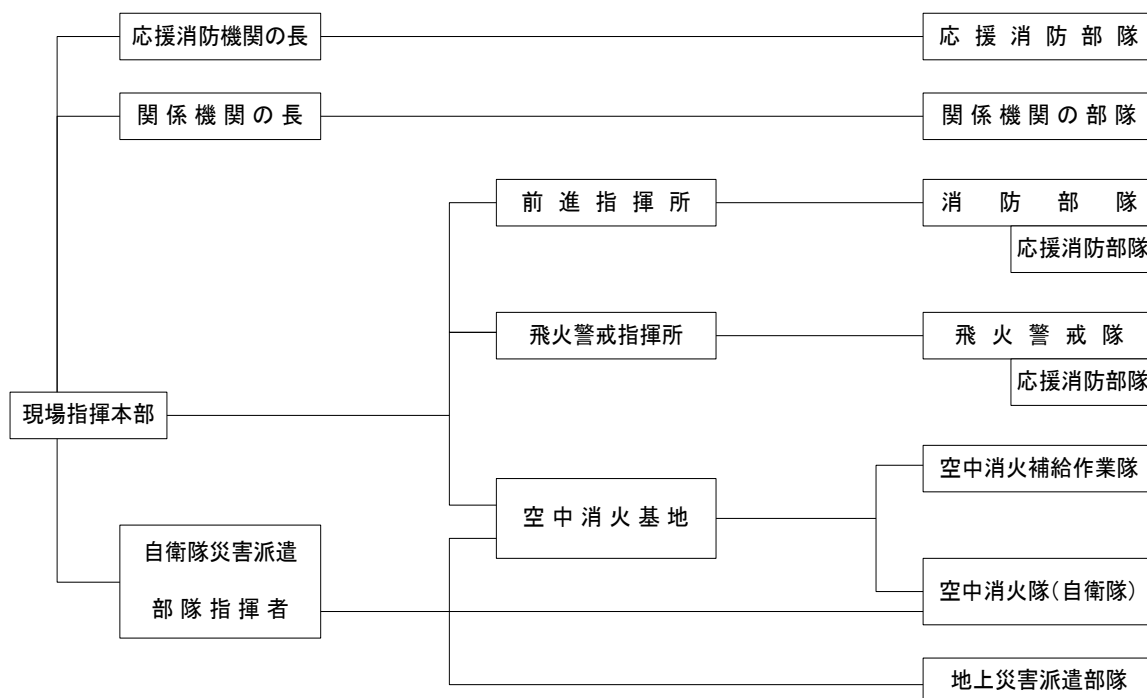 応援消防機関の長
応援消防部隊
関係機関の長
関係機関の部隊
前進指揮所
消防部隊
応援消防部隊
飛火警戒指揮所
飛火警戒隊
応援消防部隊
現場指揮本部
空中消火補給作業隊
空中消火基地
自衛隊災害派遣
部隊指揮者
空中消火隊(自衛隊)
地上災害派遣部隊